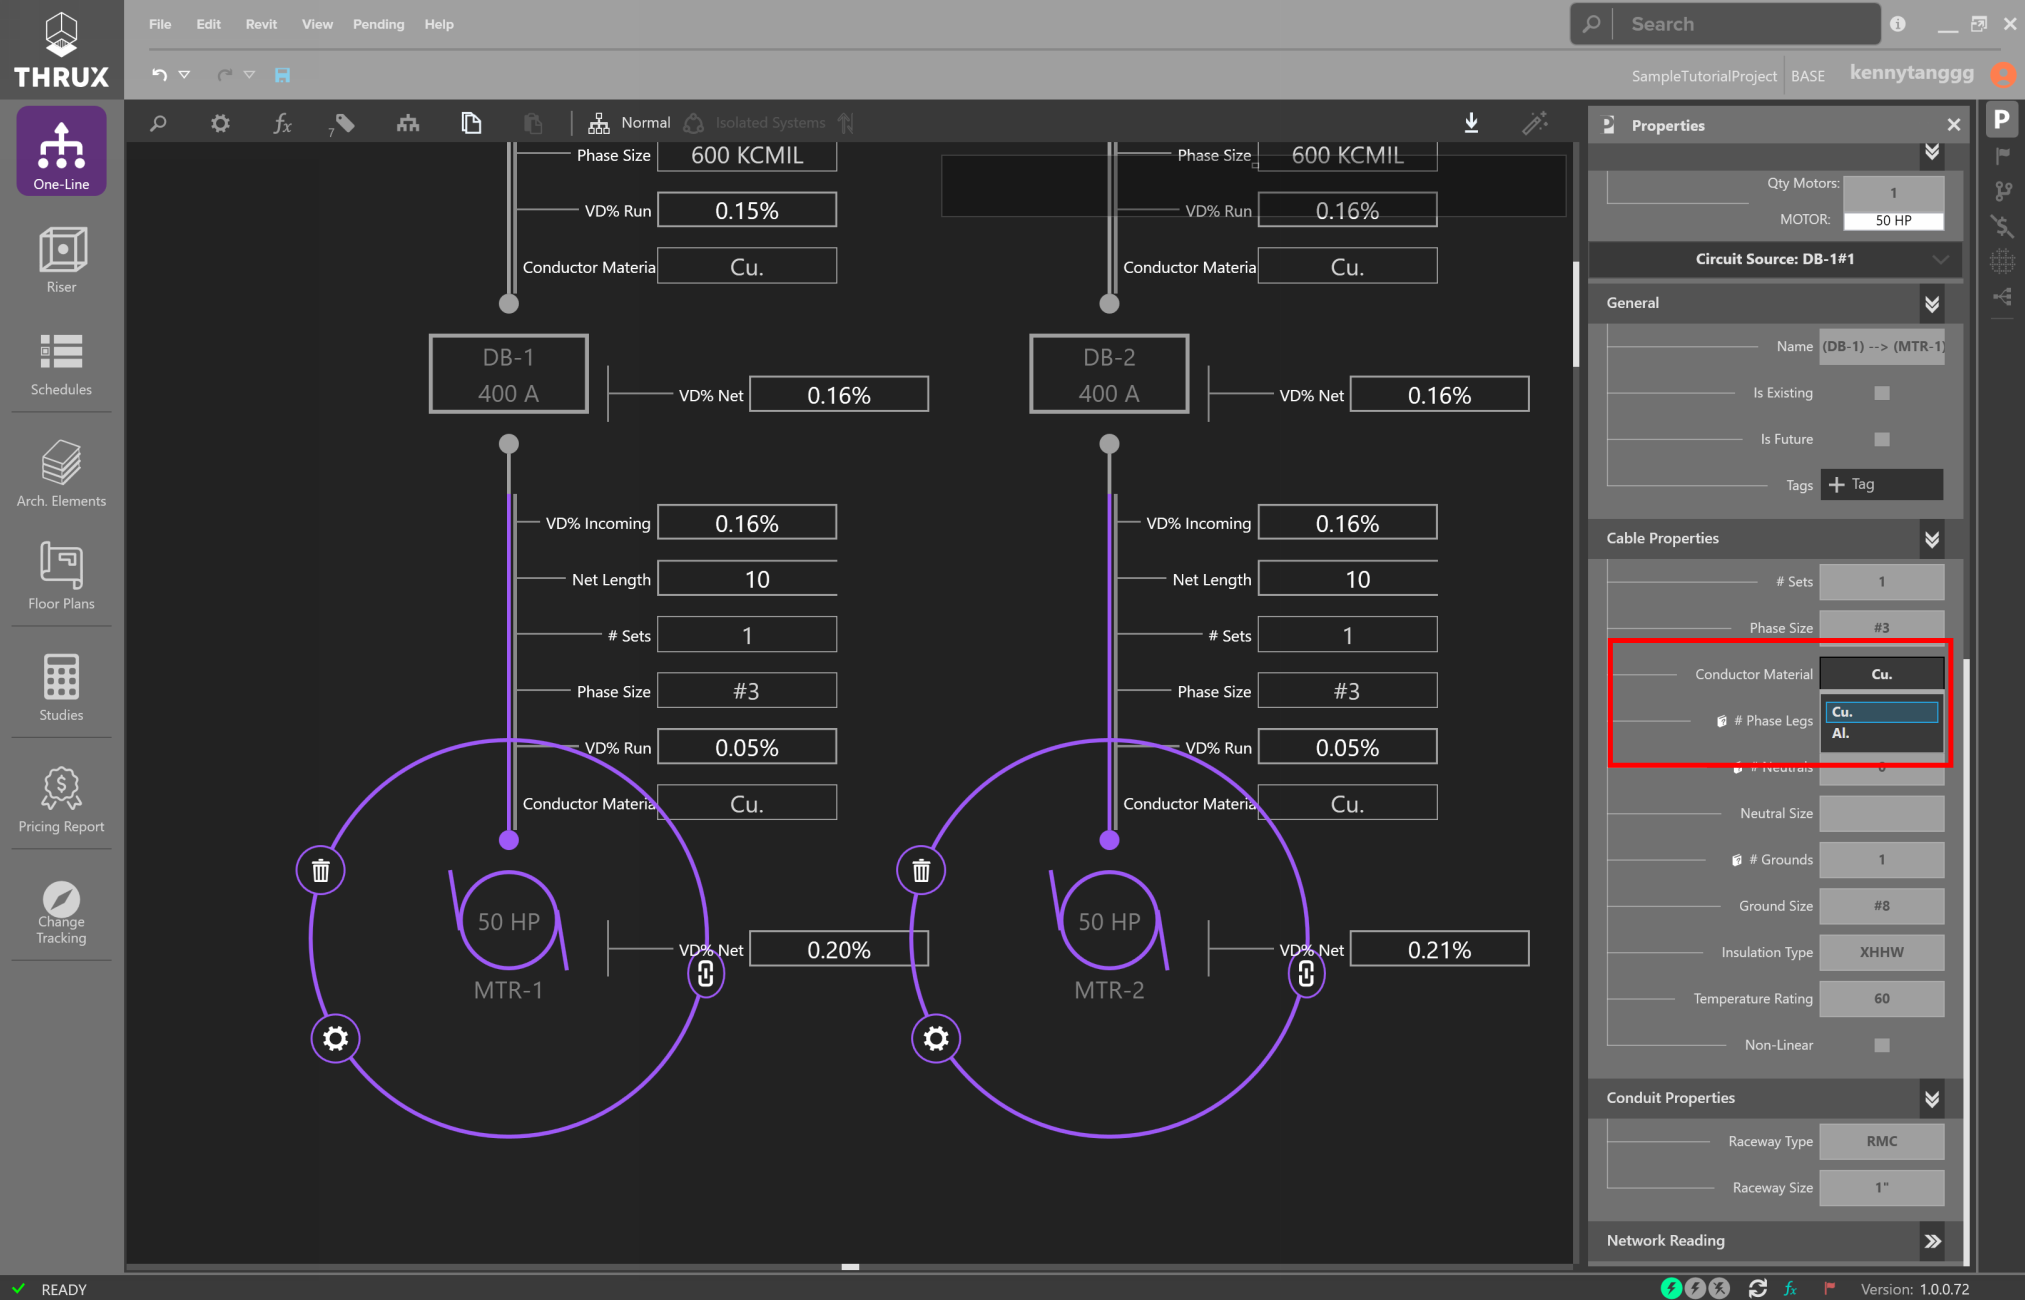 THRUX
File Edit Revit View Pending Help
Search
SampleTutorialProject BASE kennytanggg
7 Normal Isolated Systems
One-Line
Riser
Schedules
Arch. Elements
Floor Plans
Studies
Pricing Report
Change
Tracking
Phase Size 600 KCMIL
VD% Run 0.15%
Conductor Materia Cu.
DB-1
400 A
VD% Net 0.16%
VD% Incoming 0.16%
Net Length 10
# Sets 1
Phase Size #3
VD% Run 0.05%
Conductor Materia Cu.
50 HP
MTR-1
VD% Net 0.20%
Phase Size 600 KCMIL
VD% Run 0.16%
Conductor Materia Cu.
DB-2
400 A
VD% Net 0.16%
VD% Incoming 0.16%
Net Length 10
# Sets 1
Phase Size #3
VD% Run 0.05%
Conductor Materia Cu.
50 HP
MTR-2
VD% Net 0.21%
Properties
P
Qty Motors: 1
MOTOR: 50 HP
Circuit Source: DB-1#1
General
Name (DB-1) --> (MTR-1)
Is Existing
Is Future
Tags + Tag
Cable Properties
# Sets 1
Phase Size #3
Conductor Material Cu.
Cu.
# Phase Legs
Al.
# Neutrals 0
Neutral Size
# Grounds 1
Ground Size #8
Insulation Type XHHW
Temperature Rating 60
Non-Linear
Conduit Properties
Raceway Type RMC
Raceway Size 1"
Network Reading
READY
Version: 1.0.0.72